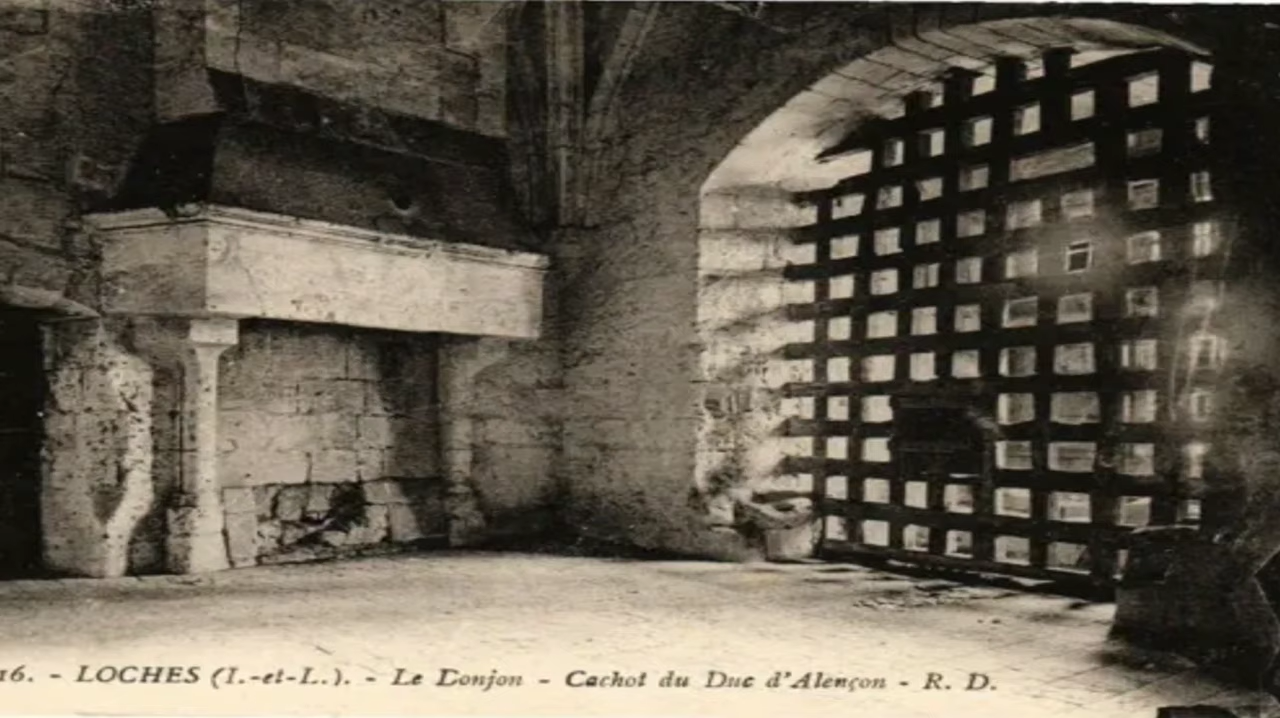 16. - LOCHES (I.-et-L.). - Le Donjon - Cachot du Duc d'Alençon - R. D.